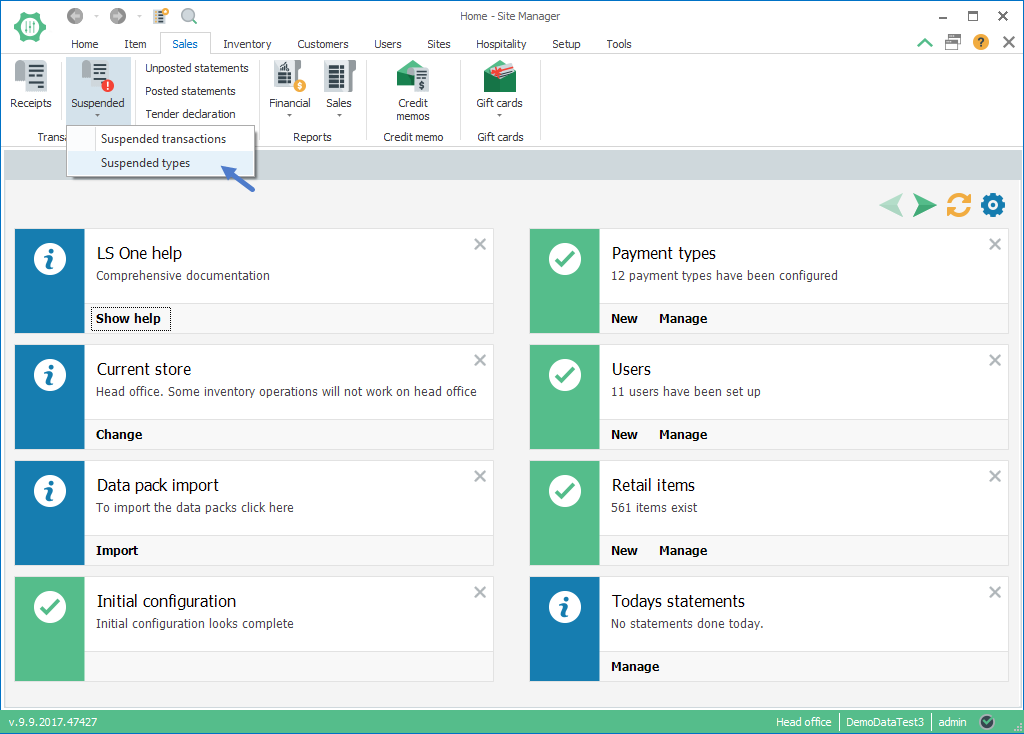 Home - Site Manager
Home Item Sales Inventory Customers Users Sites Hospitality Setup Tools ?
Receipts
Suspended
Unposted statements
Posted statements
Tender declaration
Financial
Sales
Credit memos
Gift cards
Transa
Reports
Credit memo
Gift cards
Suspended transactions
Suspended types
LS One help
Comprehensive documentation
Show help
Payment types
12 payment types have been configured
New Manage
Current store
Head office. Some inventory operations will not work on head office
Change
Users
11 users have been set up
New Manage
Data pack import
To import the data packs click here
Import
Retail items
561 items exist
New Manage
Initial configuration
Initial configuration looks complete
Todays statements
No statements done today.
Manage
v.9.9.2017.47427
Head office DemoDataTest3 admin